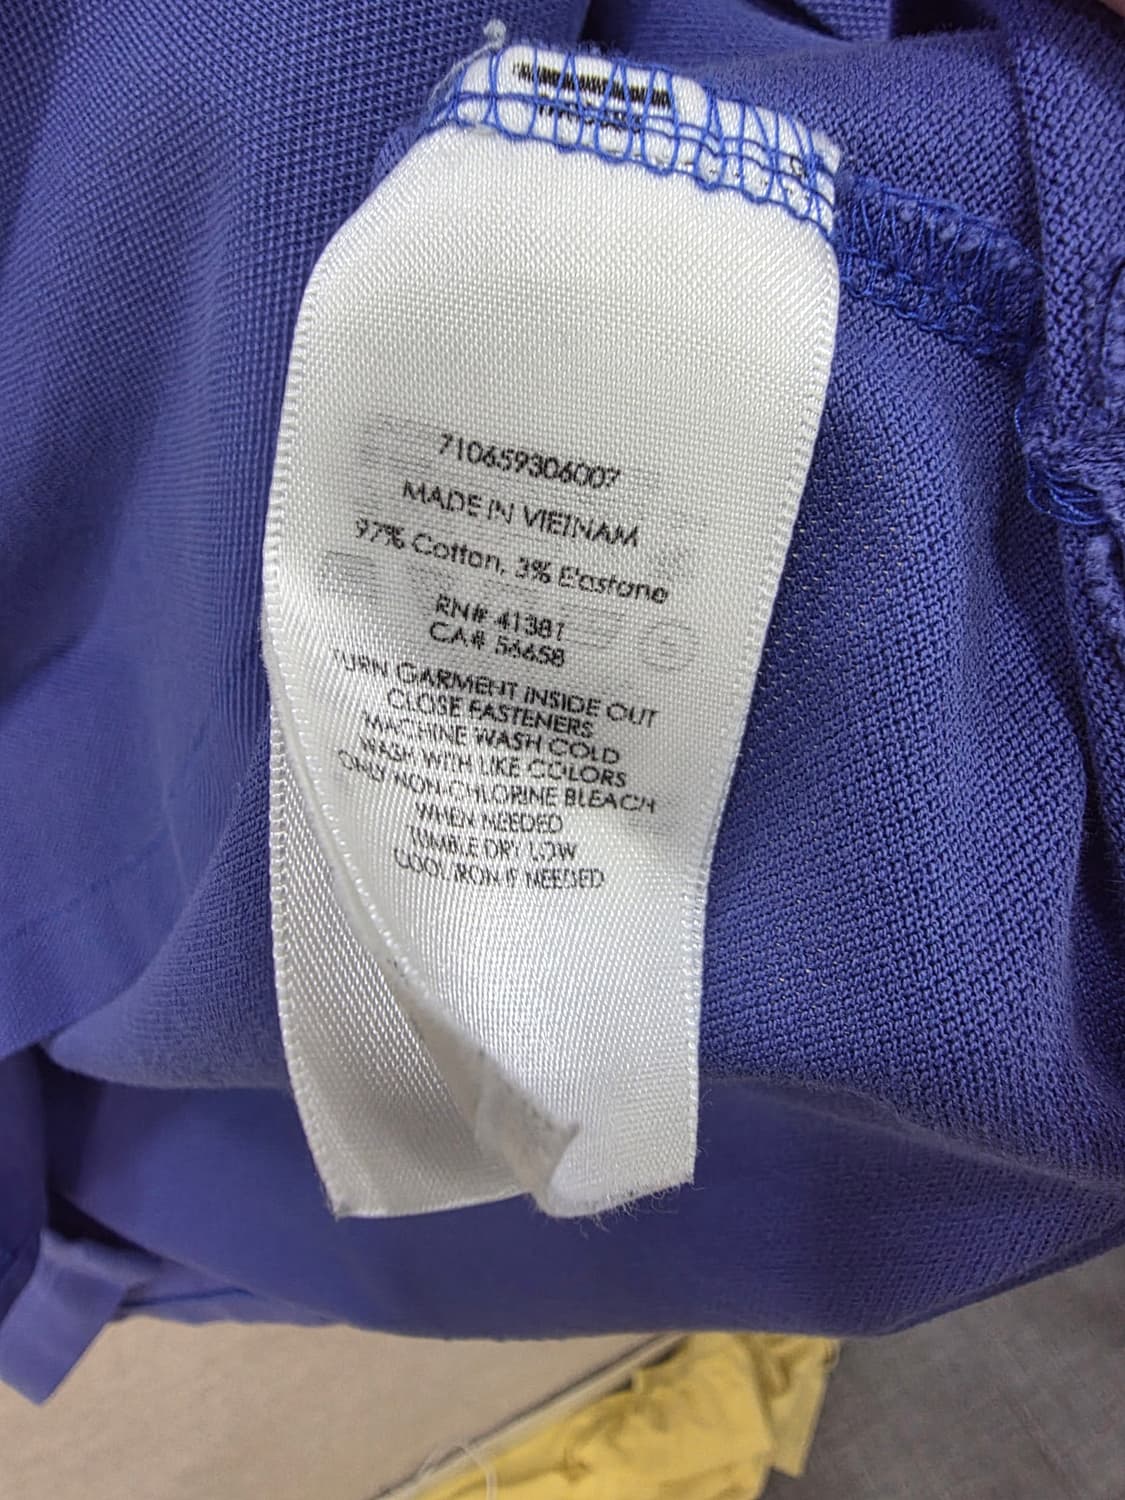 710659306007
MADE IN VIETNAM
97% Cotton, 3% Elastane
RN# 41381
CA# 56658
TURN GARMENT INSIDE OUT
CLOSE FASTENERS
MACHINE WASH COLD
WASH WITH LIKE COLORS
ONLY NON-CHLORINE BLEACH
WHEN NEEDED
TUMBLE DRY LOW
COOL IRON IF NEEDED